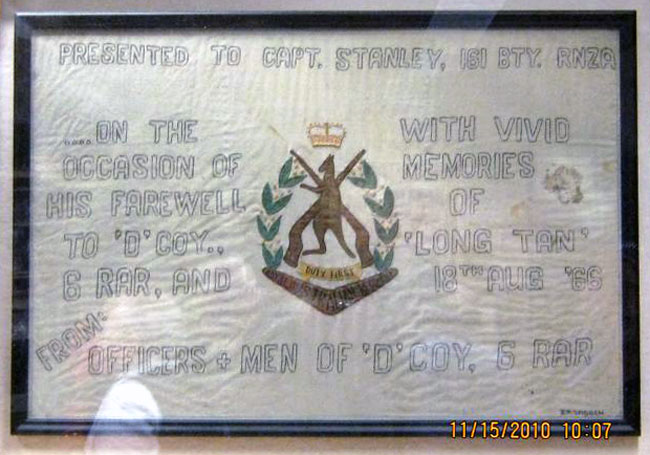 PRESENTED TO CAPT. STANLEY, 161 BTY. RNZA
....ON THE
OCCASION OF
HIS FAREWELL
TO 'D' COY.,
6 RAR, AND
WITH VIVID
MEMORIES
OF
'LONG TAN'
18TH AUG '66
DUTY FIRST
FROM:
OFFICERS + MEN OF 'D' COY, 6 RAR
11/15/2010 10:07